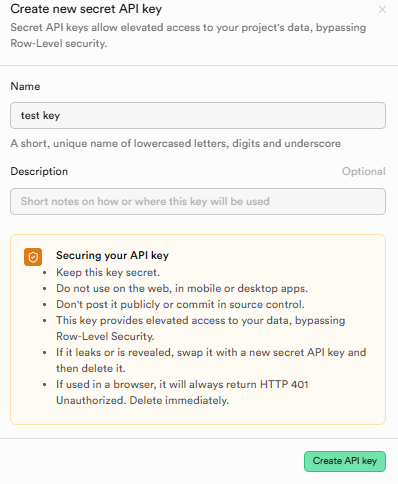 Create new secret API key
Secret API keys allow elevated access to your project's data, bypassing
Row-Level security.
Name
test key
A short, unique name of lowercased letters, digits and underscore
Description
Optional
Short notes on how or where this key will be used
Securing your API key
• Keep this key secret.
• Do not use on the web, in mobile or desktop apps.
• Don't post it publicly or commit in source control.
• This key provides elevated access to your data, bypassing
Row-Level Security.
• If it leaks or is revealed, swap it with a new secret API key and
then delete it.
• If used in a browser, it will always return HTTP 401
Unauthorized. Delete immediately.
Create API key